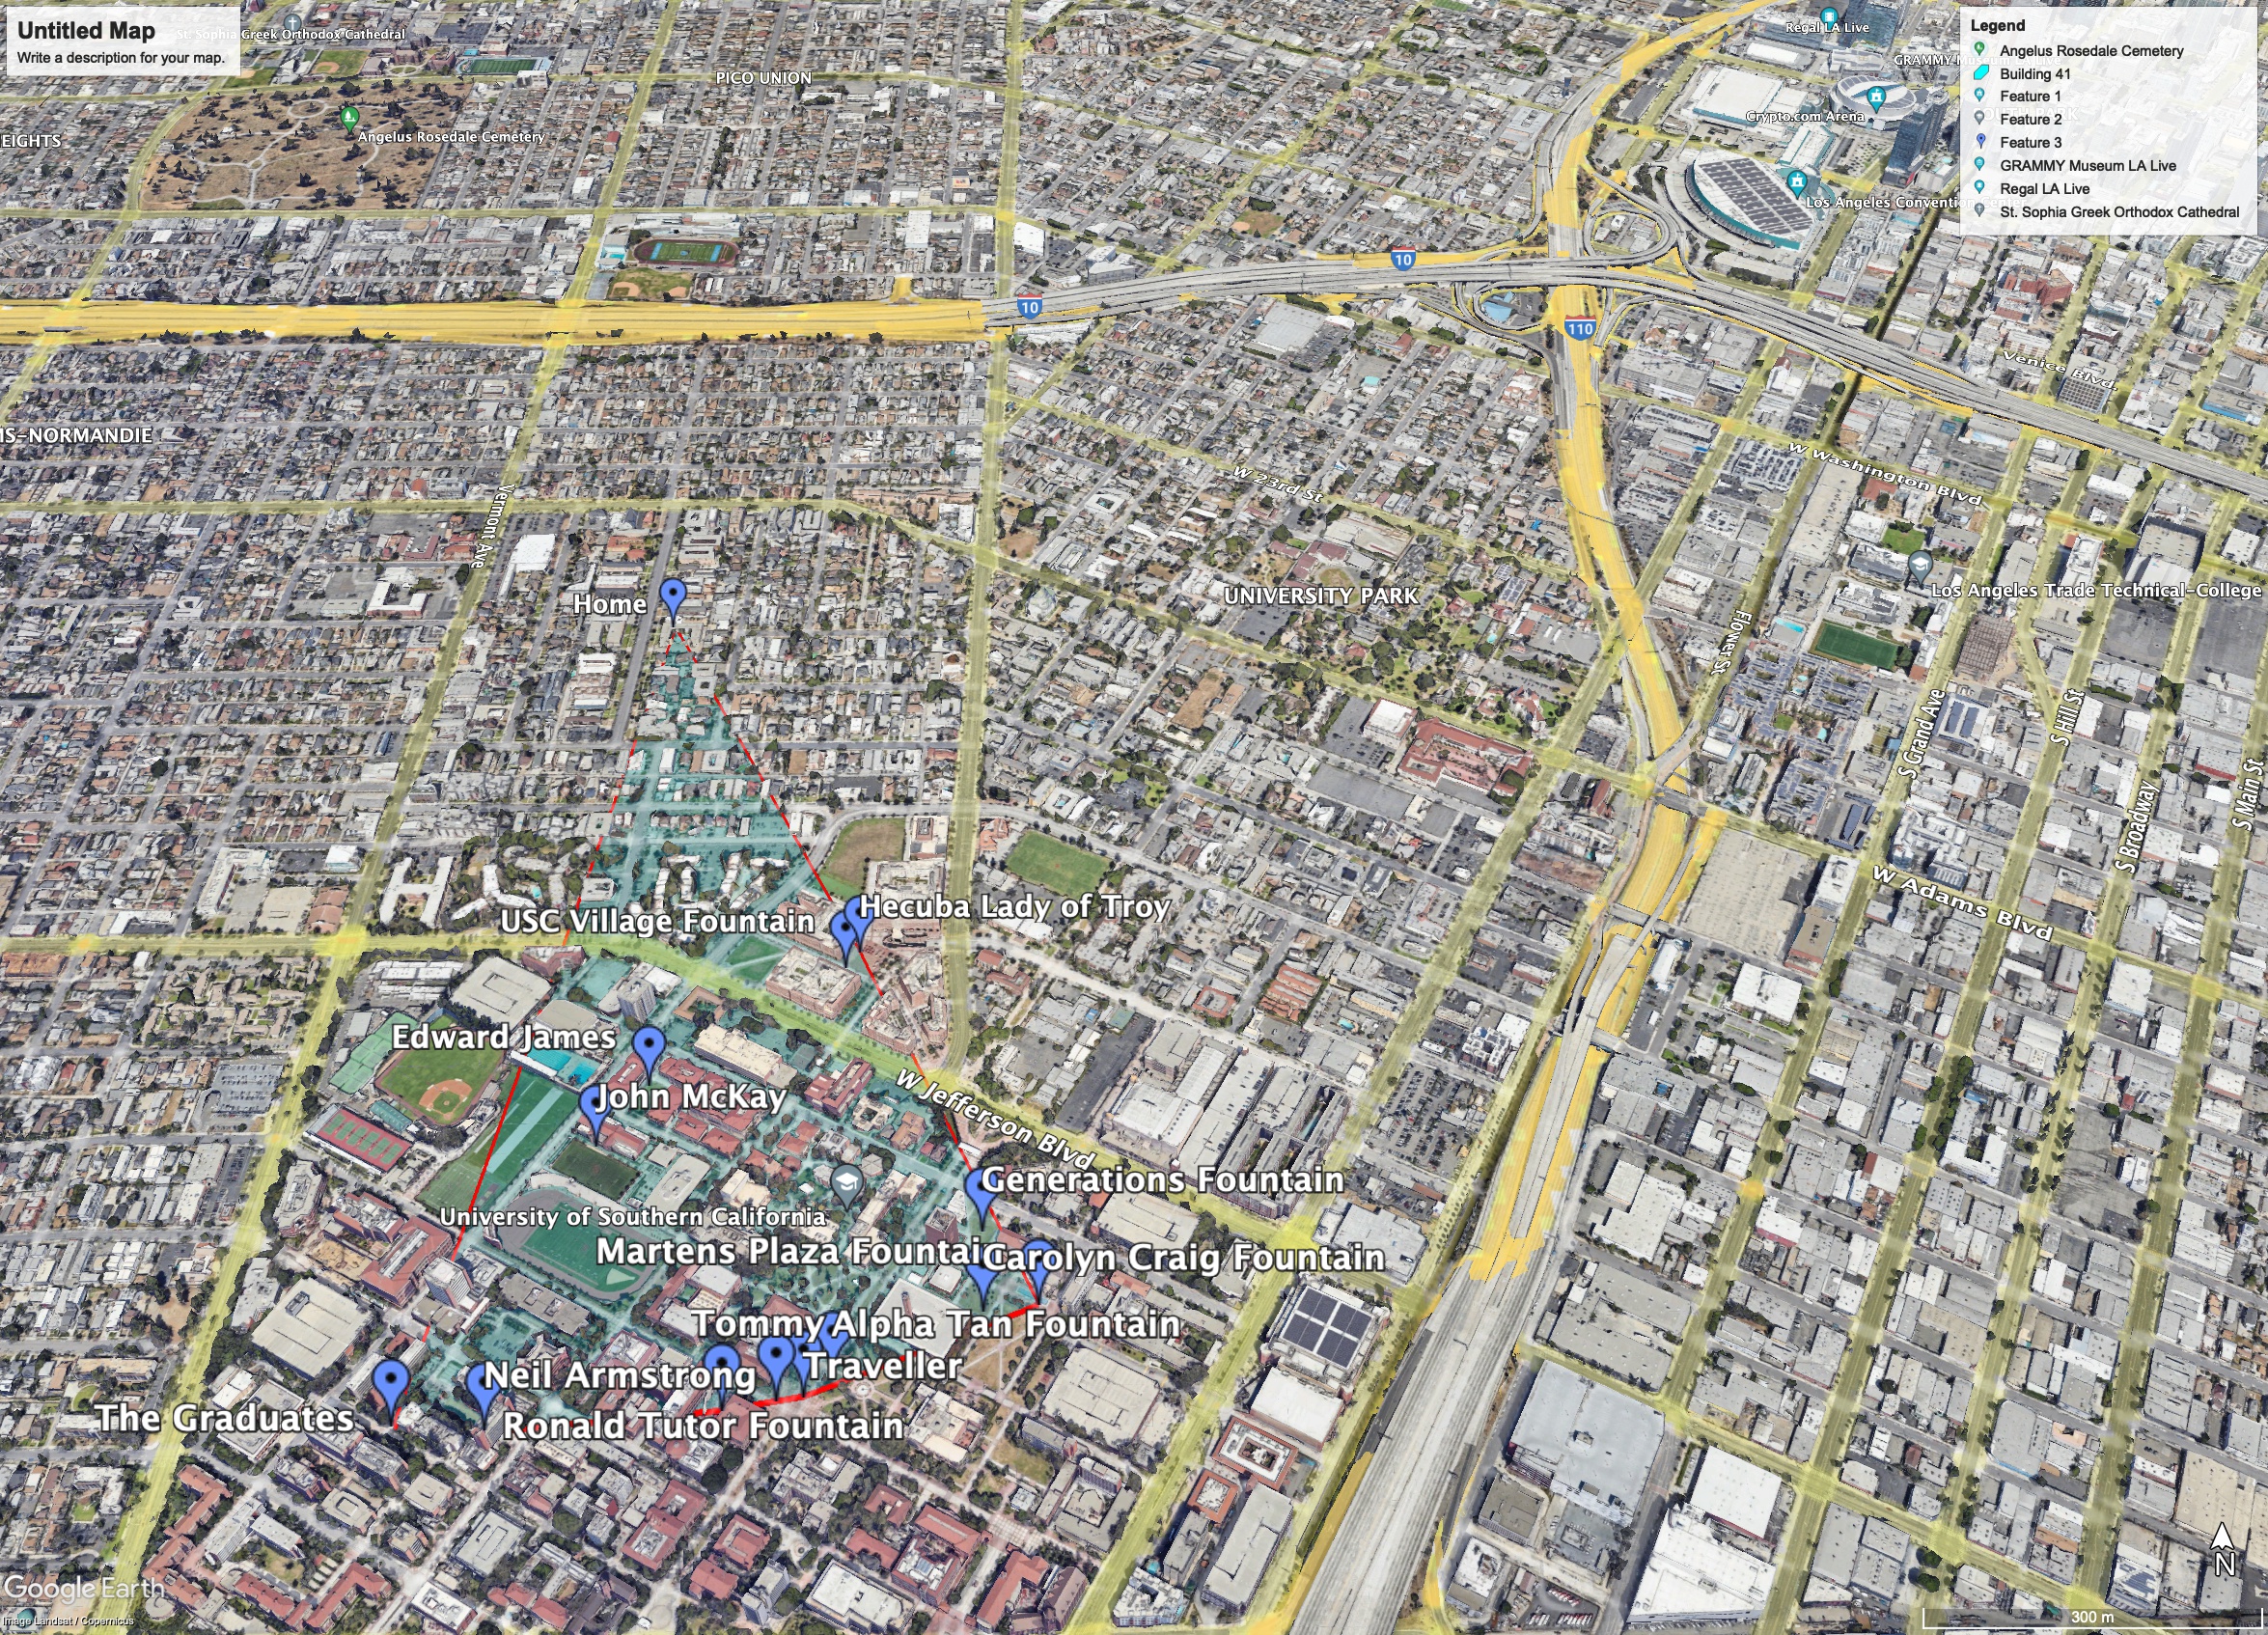 Untitled Map
Write a description for your map.
St. Sophia Greek Orthodox Cathedral
Regal LA Live
Legend
Angelus Rosedale Cemetery
Building 41
Feature 1
Feature 2
Feature 3
GRAMMY Museum LA Live
Regal LA Live
St. Sophia Greek Orthodox Cathedral
GRAMMY Museum
PICO UNION
Crypto.com Arena
Angelus Rosedale Cemetery
EIGHTS
Los Angeles Convention
10
10
110
Venice Blvd.
IS-NORMANDIE
W 23rd St
W Washington Blvd
Vermont Ave
Home
UNIVERSITY PARK
Los Angeles Trade Technical-College
Flower St
S Grand Ave
S Hill St
S Broadway
S Main St
W Adams Blvd
Hecuba Lady of Troy
USC Village Fountain
Edward James
John McKay
W Jefferson Blvd
Generations Fountain
University of Southern California
Martens Plaza Fountain
Carolyn Craig Fountain
Tommy
Alpha Tan Fountain
Traveller
Neil Armstrong
The Graduates
Ronald Tutor Fountain
N
Google Earth
Image Landsat / Copernicus
300 m